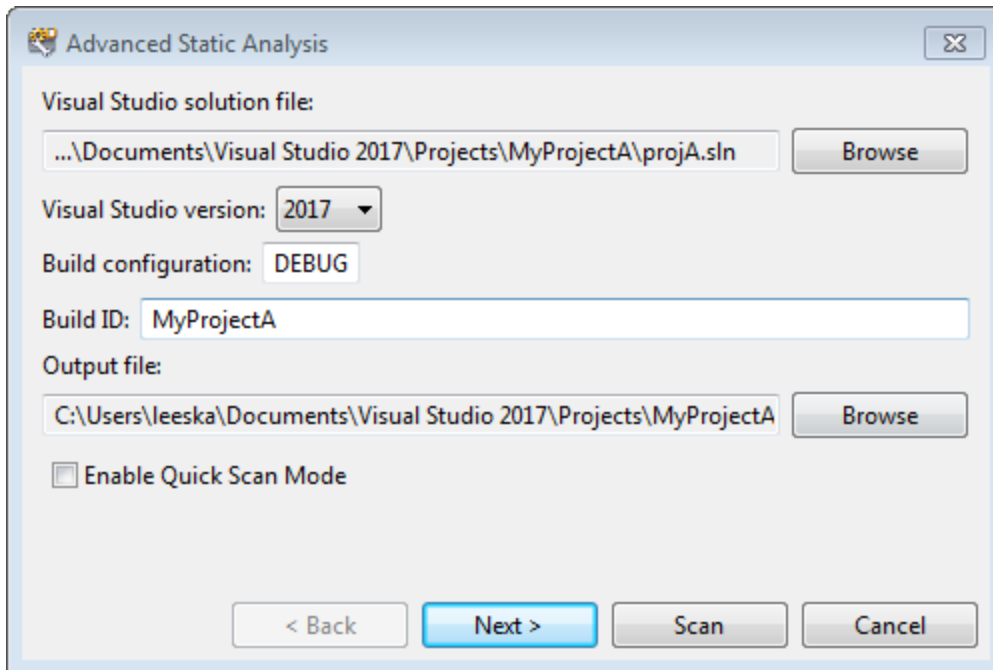 Advanced Static Analysis
Visual Studio solution file:
...\Documents\Visual Studio 2017\Projects\MyProjectA\projA.sln Browse
Visual Studio version: 2017
Build configuration: DEBUG
Build ID: MyProjectA
Output file:
C:\Users\leeska\Documents\Visual Studio 2017\Projects\MyProjectA Browse
Enable Quick Scan Mode
< Back Next > Scan Cancel